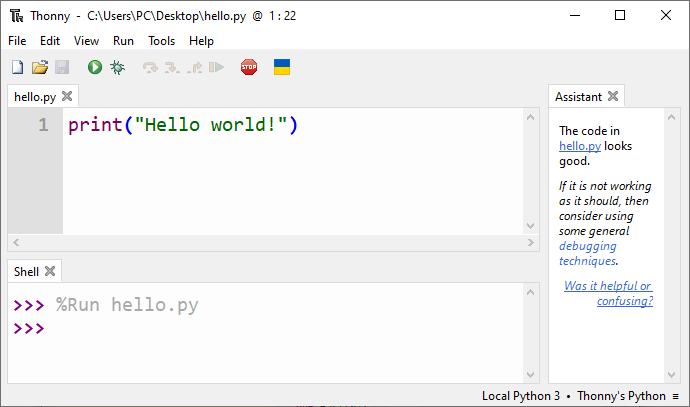 Thonny - C:\Users\PC\Desktop\hello.py @ 1 : 22
File Edit View Run Tools Help
STOP
hello.py
1 print("Hello world!")
Shell
>>> %Run hello.py
>>>
Assistant
The code in
hello.py looks
good.
If it is not working
as it should, then
consider using
some general
debugging
techniques.
Was it helpful or
confusing?
Local Python 3 • Thonny's Python ≡